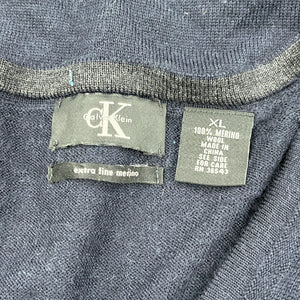 cK
Calvin Klein
extra fine merino
XL
100% MERINO
WOOL
MADE IN
CHINA
SEE SIDE
FOR CARE
RN 36543